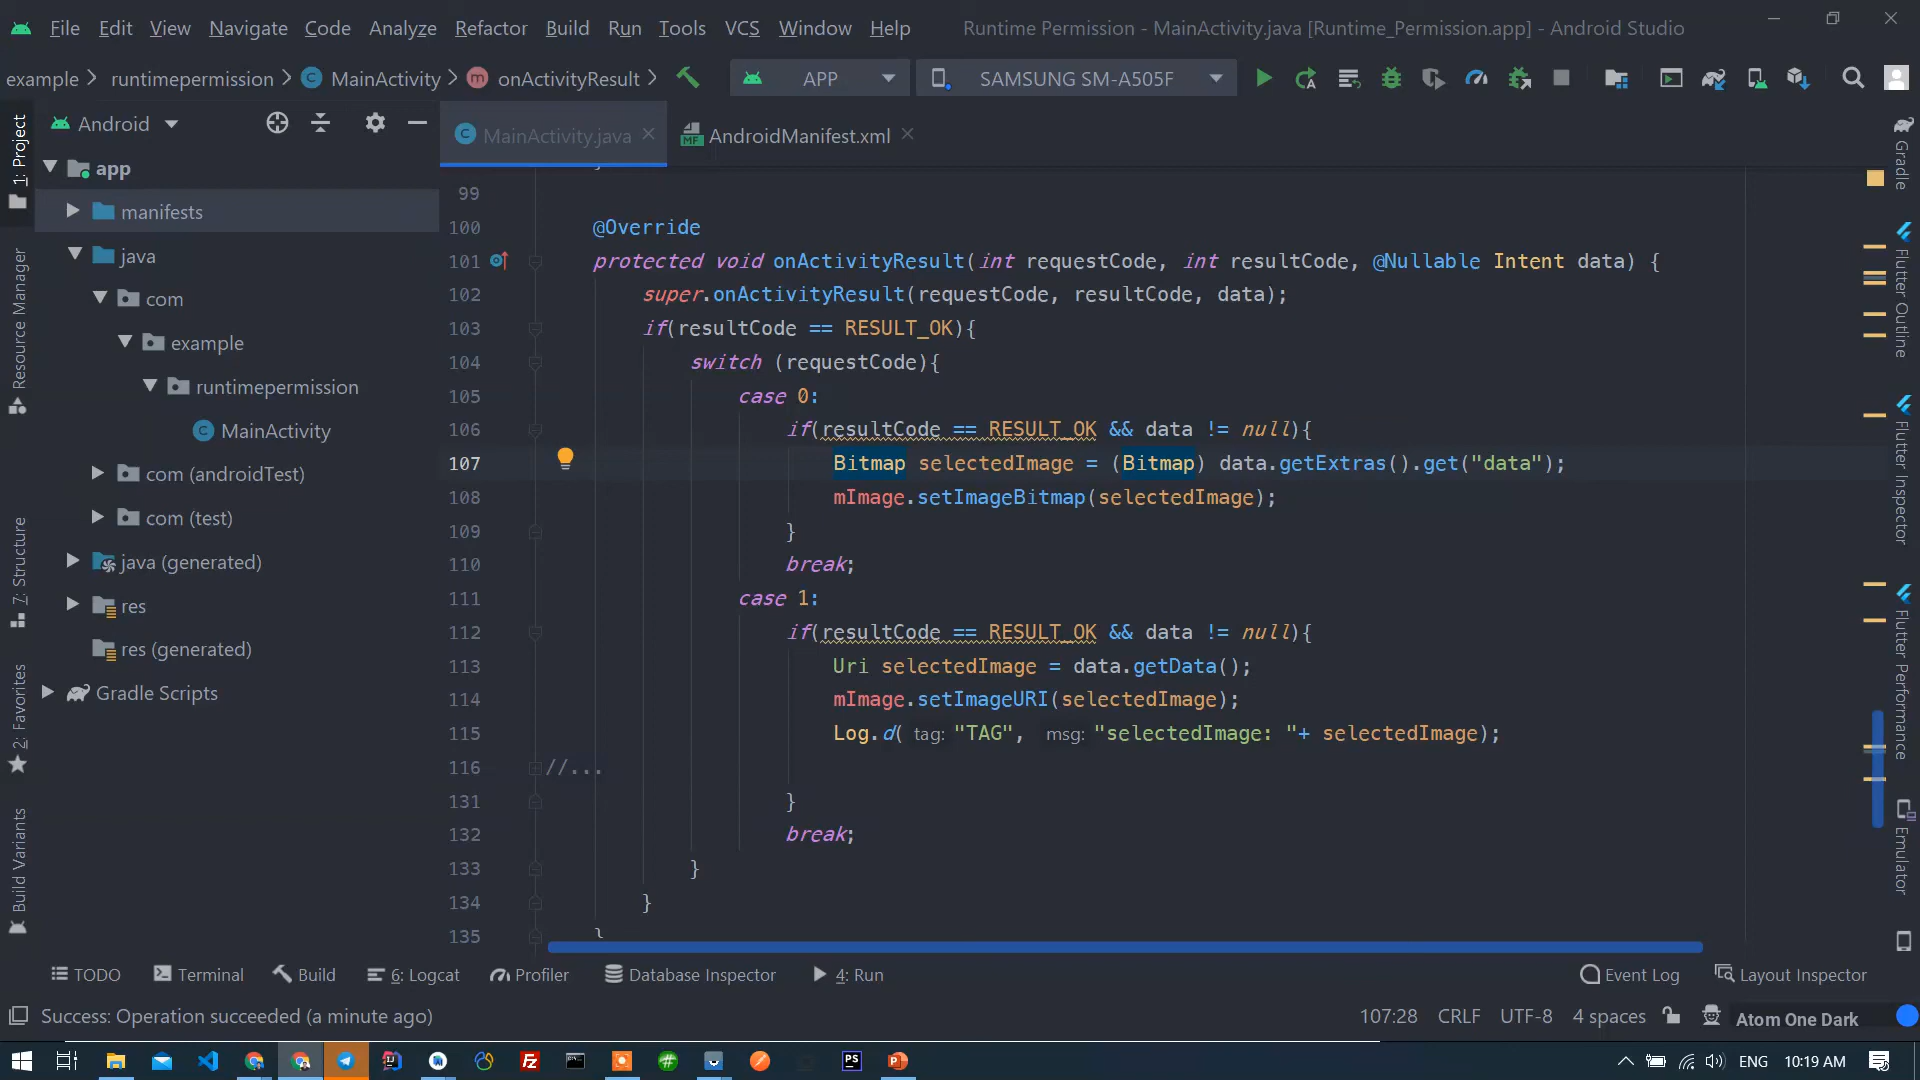 File Edit View Navigate Code Analyze Refactor Build Run Tools VCS Window Help Runtime Permission - MainActivity.java [Runtime_Permission.app] - Android Studio
example runtimepermission MainActivity onActivityResult APP SAMSUNG SM-A505F
1: Project
Resource Manager
7: Structure
2: Favorites
Build Variants
Android
app
manifests
java
com
example
runtimepermission
MainActivity
com (androidTest)
com (test)
java (generated)
res
res (generated)
Gradle Scripts
MainActivity.java AndroidManifest.xml
99
100 @Override
101 protected void onActivityResult(int requestCode, int resultCode, @Nullable Intent data) {
102 super.onActivityResult(requestCode, resultCode, data);
103 if(resultCode == RESULT_OK){
104 switch (requestCode){
105 case 0:
106 if(resultCode == RESULT_OK && data != null){
107 Bitmap selectedImage = (Bitmap) data.getExtras().get("data");
108 mImage.setImageBitmap(selectedImage);
109 }
110 break;
111 case 1:
112 if(resultCode == RESULT_OK && data != null){
113 Uri selectedImage = data.getData();
114 mImage.setImageURI(selectedImage);
115 Log.d( tag: "TAG", msg: "selectedImage: "+ selectedImage);
116 //...
131 }
132 break;
133 }
134 }
135 }
Gradle
Flutter Outline
Flutter Inspector
Flutter Performance
Emulator
TODO Terminal Build 6: Logcat Profiler Database Inspector 4: Run Event Log Layout Inspector
Success: Operation succeeded (a minute ago) 107:28 CRLF UTF-8 4 spaces Atom One Dark
ENG 10:19 AM